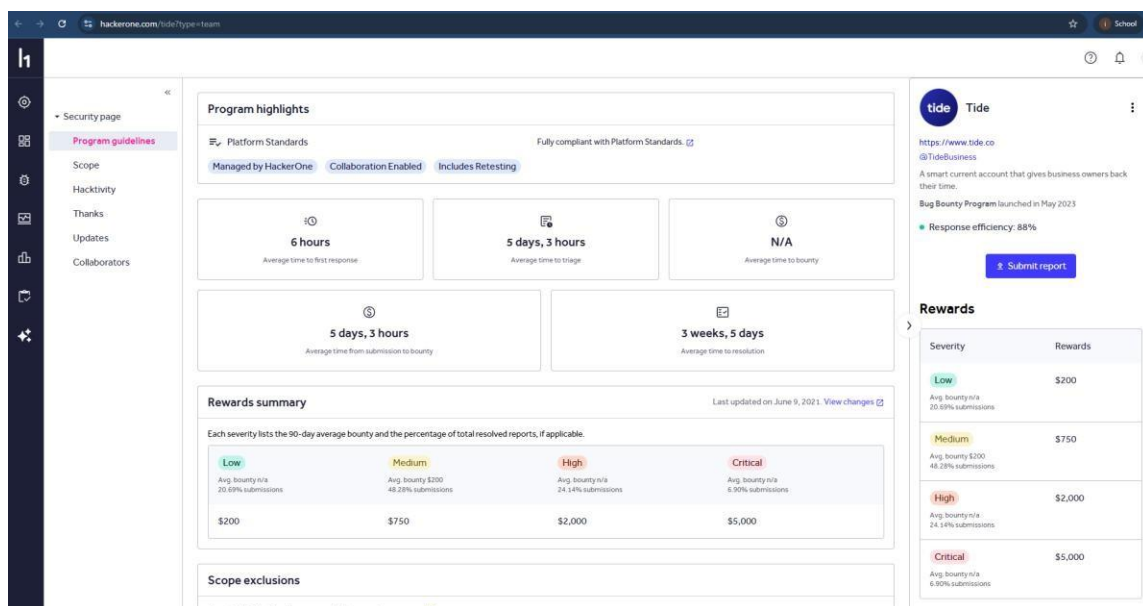 hackerone.com/tide?type=team
School
h1
Security page
Program guidelines
Scope
Hacktivity
Thanks
Updates
Collaborators
Program highlights
Platform Standards
Fully compliant with Platform Standards.
Managed by HackerOne
Collaboration Enabled
Includes Retesting
6 hours
Average time to first response
5 days, 3 hours
Average time to triage
N/A
Average time to bounty
5 days, 3 hours
Average time from submission to bounty
3 weeks, 5 days
Average time to resolution
Rewards summary
Last updated on June 9, 2021. View changes
Each severity lists the 90-day average bounty and the percentage of total resolved reports, if applicable.
Low
Avg. bounty n/a
20.69% submissions
$200
Medium
Avg. bounty $200
48.28% submissions
$750
High
Avg. bounty n/a
24.14% submissions
$2,000
Critical
Avg. bounty n/a
6.90% submissions
$5,000
Scope exclusions
tide
Tide
https://www.tide.co
@TideBusiness
A smart current account that gives business owners back
their time.
Bug Bounty Program launched in May 2023
Response efficiency: 88%
Submit report
Rewards
Severity Rewards
Low $200
Avg. bounty n/a
20.69% submissions
Medium $750
Avg. bounty $200
48.28% submissions
High $2,000
Avg. bounty n/a
24.14% submissions
Critical $5,000
Avg. bounty n/a
6.90% submissions